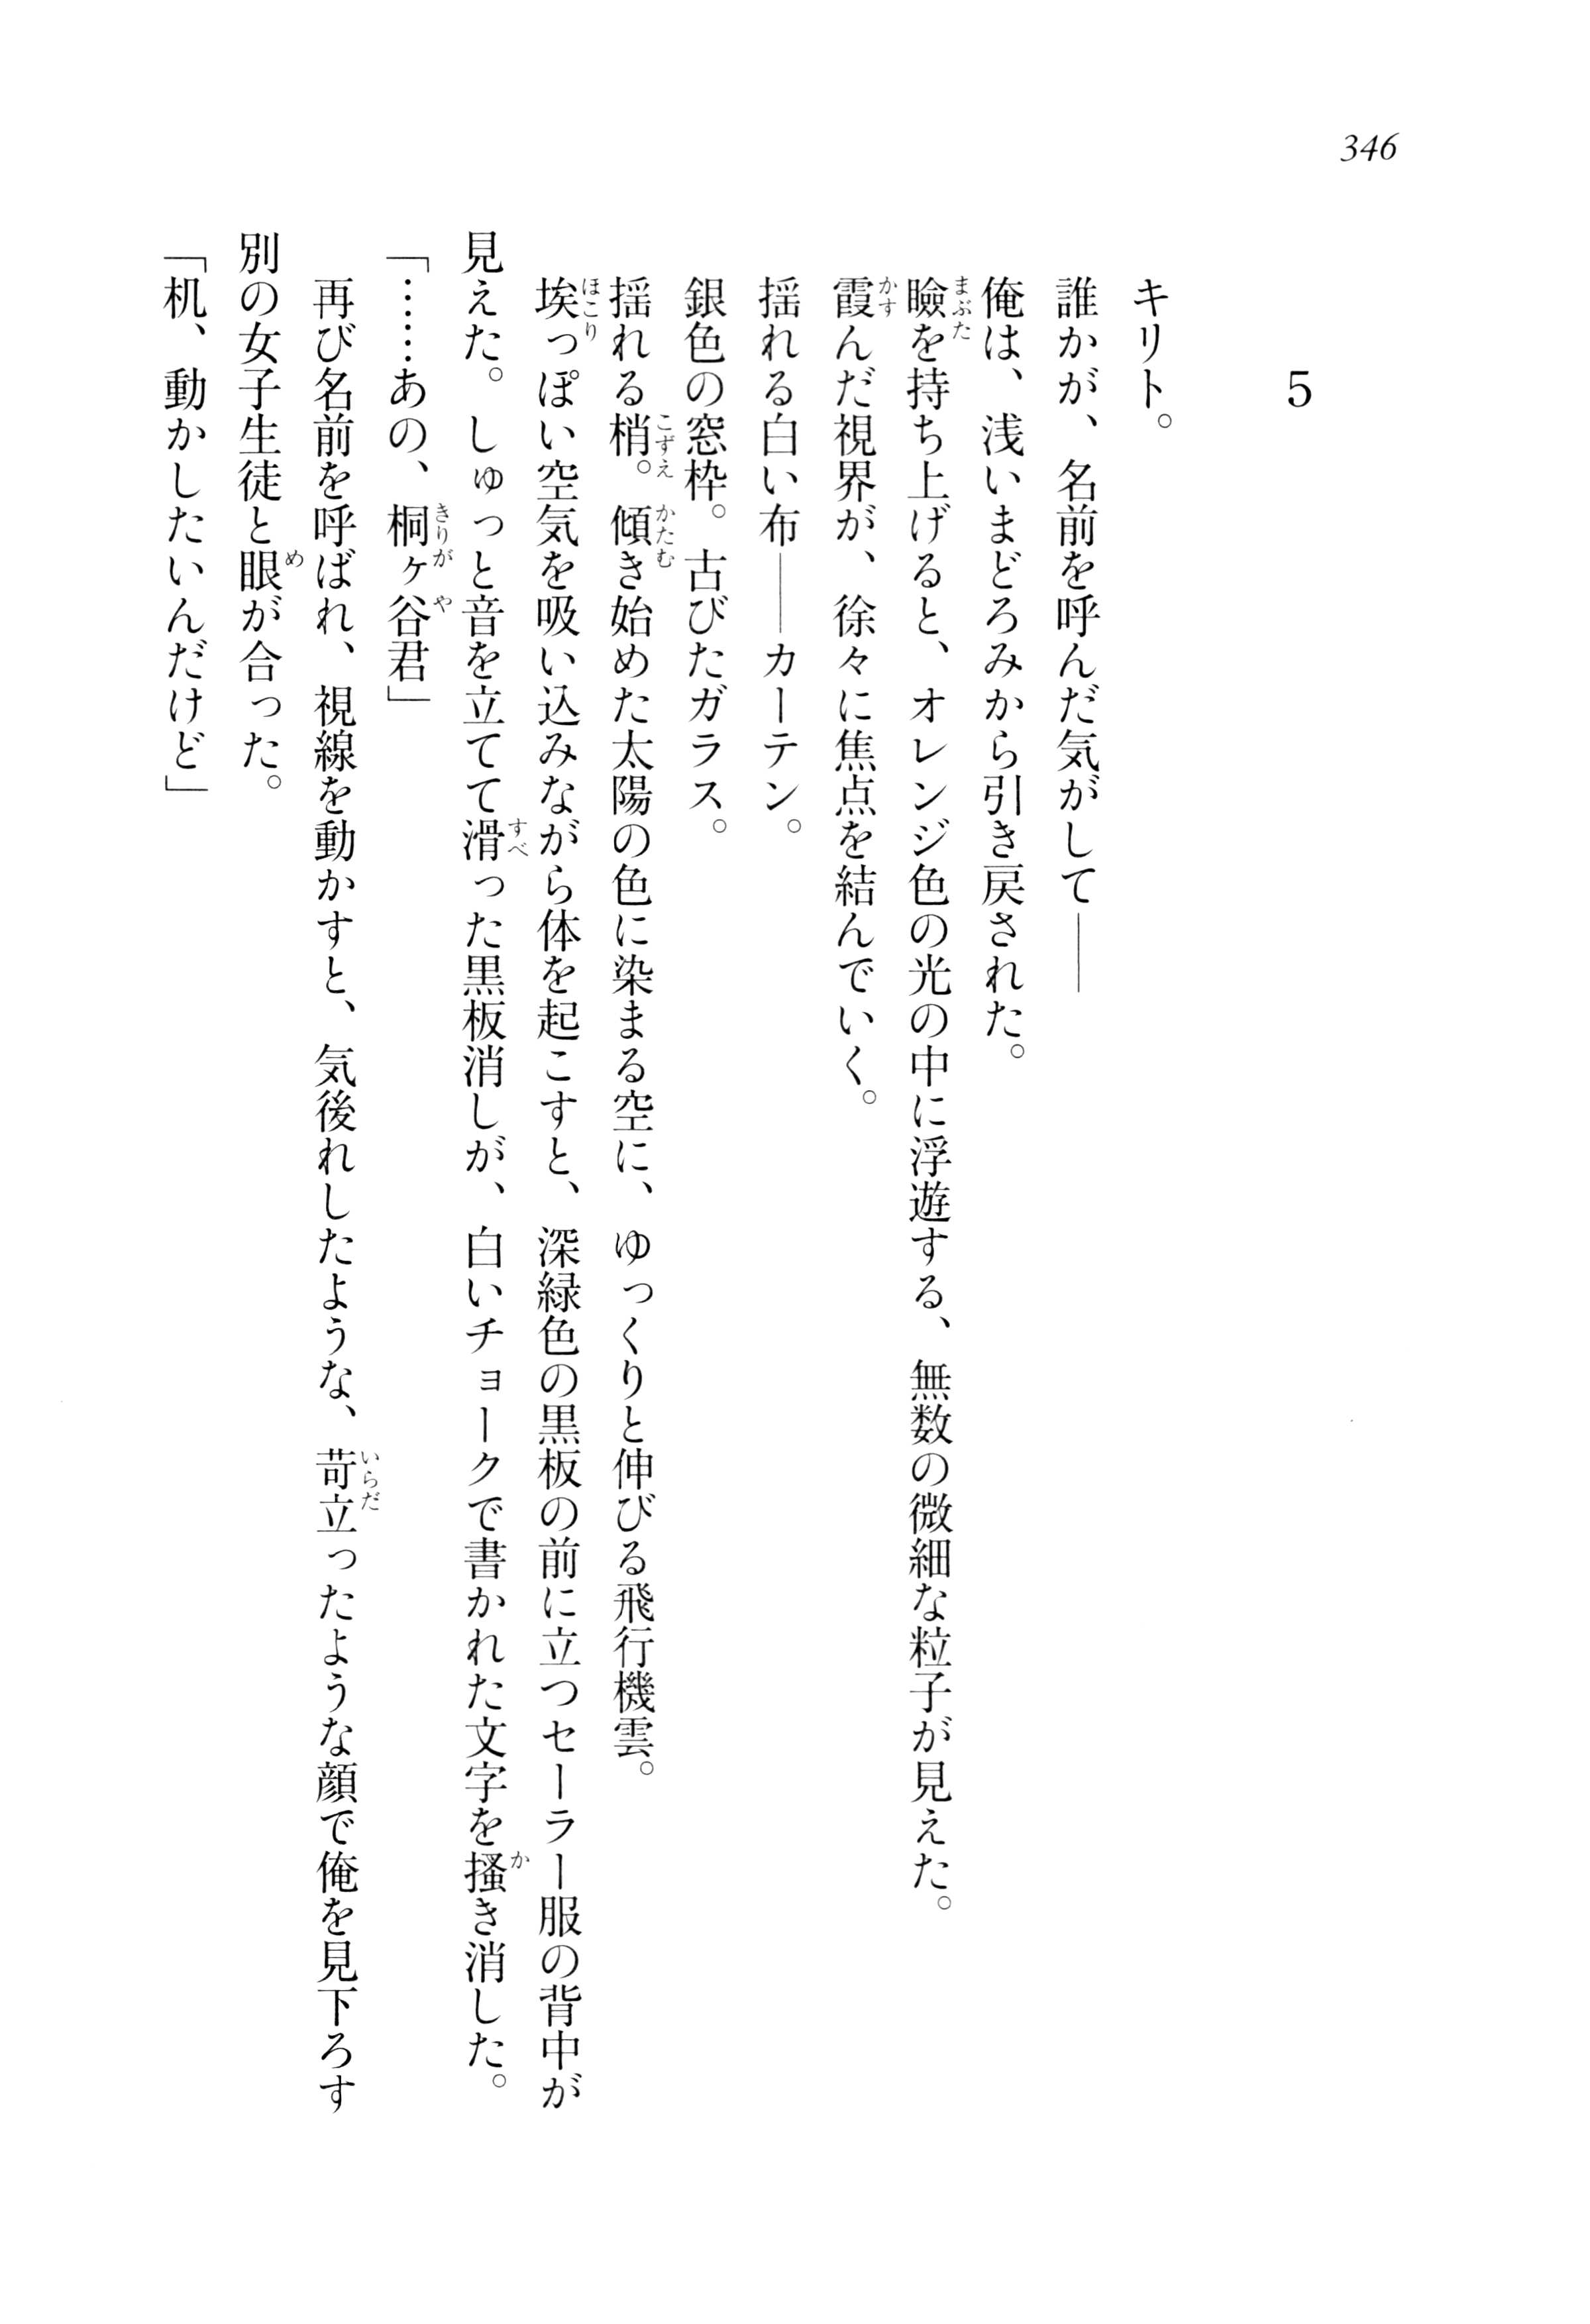 346
5
キリト。
誰かが、名前を呼んだ気がして――
俺は、浅いまどろみから引き戻された。
瞼を持ち上げると、オレンジ色の光の中に浮遊する、無数の微細な粒子が見えた。
霞んだ視界が、徐々に焦点を結んでいく。
揺れる白い布――カーテン。
銀色の窓枠。古びたガラス。
揺れる梢。傾き始めた太陽の色に染まる空に、ゆっくりと伸びる飛行機雲。
埃っぽい空気を吸い込みながら体を起こすと、深緑色の黒板の前に立つセーラー服の背中が
見えた。しゅっと音を立てて滑った黒板消しが、白いチョークで書かれた文字を掻き消した。
「……あの、桐ヶ谷君」
再び名前を呼ばれ、視線を動かすと、気後れしたような、苛立ったような顔で俺を見下ろす
別の女子生徒と眼が合った。
「机、動かしたいんだけど」